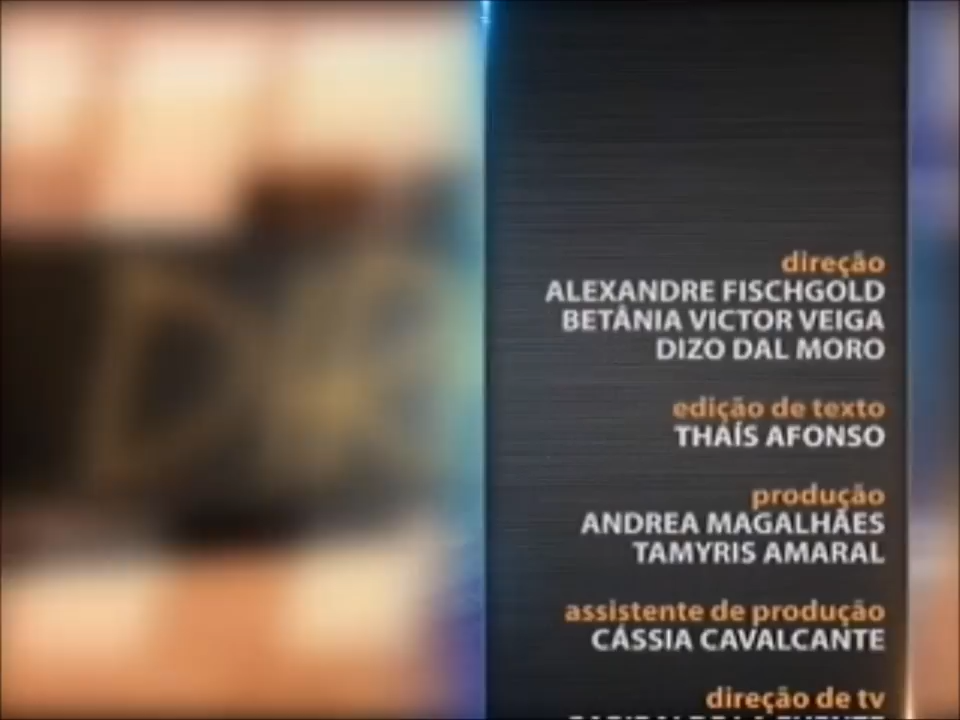 direção
ALEXANDRE FISCHGOLD
BETÂNIA VICTOR VEIGA
DIZO DAL MORO
edição de texto
THAÍS AFONSO
produção
ANDREA MAGALHÃES
TAMYRIS AMARAL
assistente de produção
CÁSSIA CAVALCANTE
direção de tv